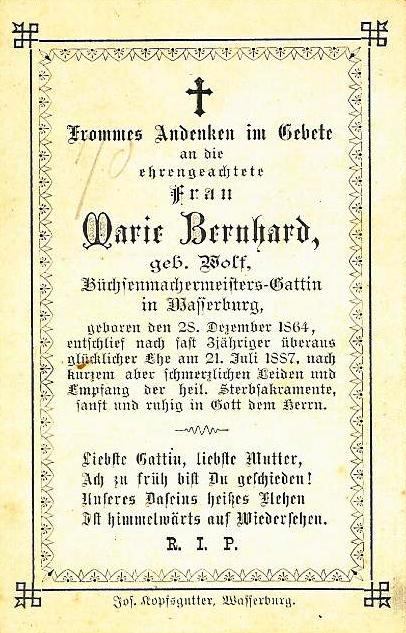 Frommes Andenken im Gebete
an die
ehrengeachtete
Frau
Marie Bernhard,
geb. Wolf,
Büchsenmachermeisters-Gattin
in Wasserburg,
geboren den 28. Dezember 1864,
entschlief nach fast 3jähriger überaus
glücklicher Ehe am 21. Juli 1887, nach
kurzem aber schmerzlichen Leiden und
Empfang der heil. Sterbsakramente,
sanft und ruhig in Gott dem Herrn.
Liebste Gattin, liebste Mutter,
Ach zu früh bist Du geschieden!
Unseres Daseins heißes Flehen
Ist himmelwärts auf Wiedersehen.
R. I. P.
Jos. Kopfsgutter, Wasserburg.